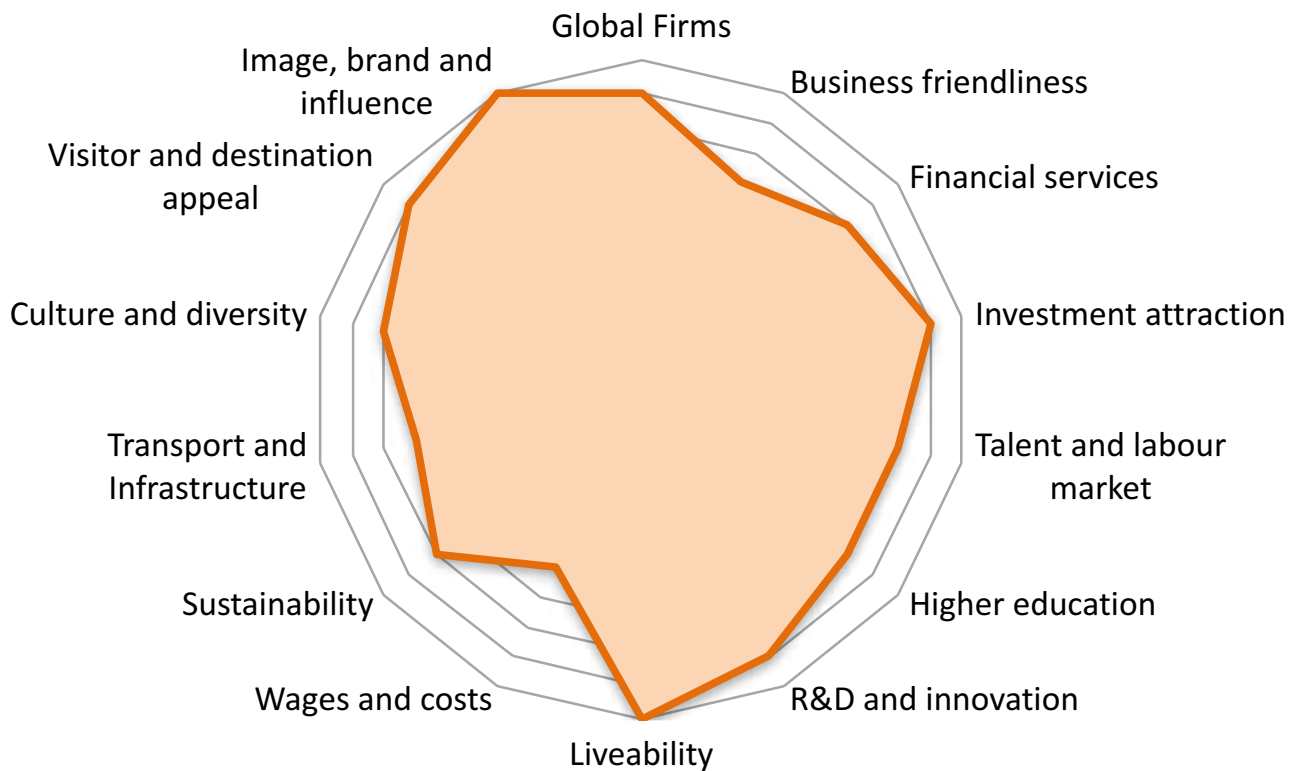 Global Firms
Business friendliness
Financial services
Investment attraction
Talent and labour
market
Higher education
R&D and innovation
Liveability
Wages and costs
Sustainability
Transport and
Infrastructure
Culture and diversity
Visitor and destination
appeal
Image, brand and
influence